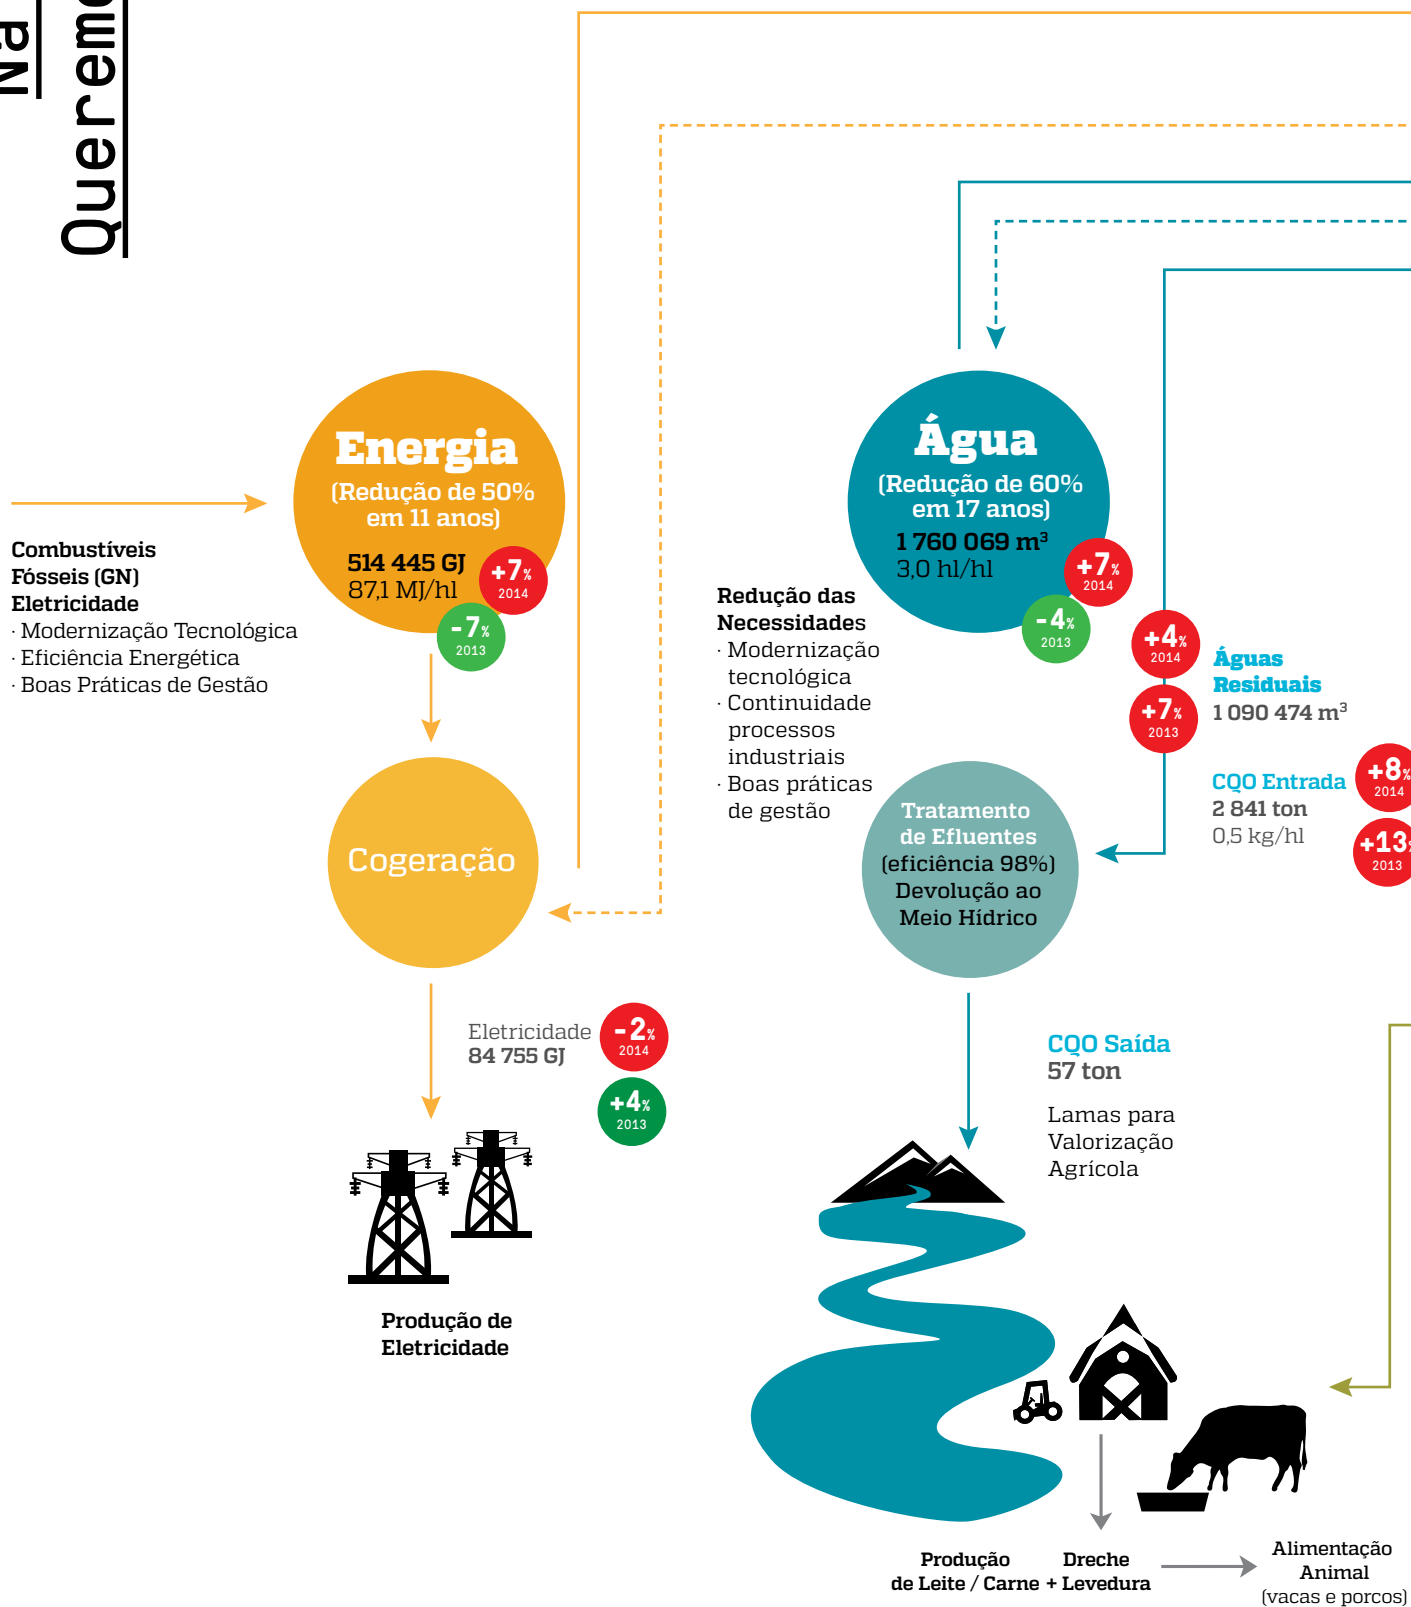 Na
Querem
Energia
(Redução de 50%
em 11 anos)
514 445 GJ
87,1 MJ/hl
+7%
2014
-7%
2013
Combustíveis
Fósseis (GN)
Eletricidade
· Modernização Tecnológica
· Eficiência Energética
· Boas Práticas de Gestão
Cogeração
Eletricidade
84 755 GJ
-2%
2014
+4%
2013
Produção de
Eletricidade
Água
(Redução de 60%
em 17 anos)
1 760 069 m³
3,0 hl/hl
+7%
2014
-4%
2013
Redução das
Necessidades
· Modernização
tecnológica
· Continuidade
processos
industriais
· Boas práticas
de gestão
+4%
2014
+7%
2013
Águas
Residuais
1 090 474 m³
CQO Entrada
2 841 ton
0,5 kg/hl
+8%
2014
+13%
2013
Tratamento
de Efluentes
(eficiência 98%)
Devolução ao
Meio Hídrico
CQO Saída
57 ton
Lamas para
Valorização
Agrícola
Produção
de Leite / Carne
Dreche
+ Levedura
Alimentação
Animal
(vacas e porcos)